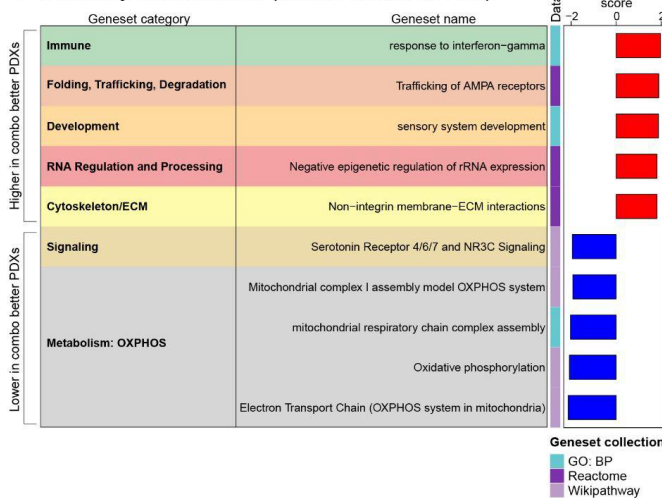 score
Geneset category Geneset name Data −2 0 2
Higher in combo better PDXs
Immune response to interferon−gamma
Folding, Trafficking, Degradation Trafficking of AMPA receptors
Development sensory system development
RNA Regulation and Processing Negative epigenetic regulation of rRNA expression
Cytoskeleton/ECM Non−integrin membrane−ECM interactions
Lower in combo better PDXs
Signaling Serotonin Receptor 4/6/7 and NR3C Signaling
Mitochondrial complex I assembly model OXPHOS system
mitochondrial respiratory chain complex assembly
Metabolism: OXPHOS
Oxidative phosphorylation
Electron Transport Chain (OXPHOS system in mitochondria)
Geneset collection
GO: BP
Reactome
Wikipathway